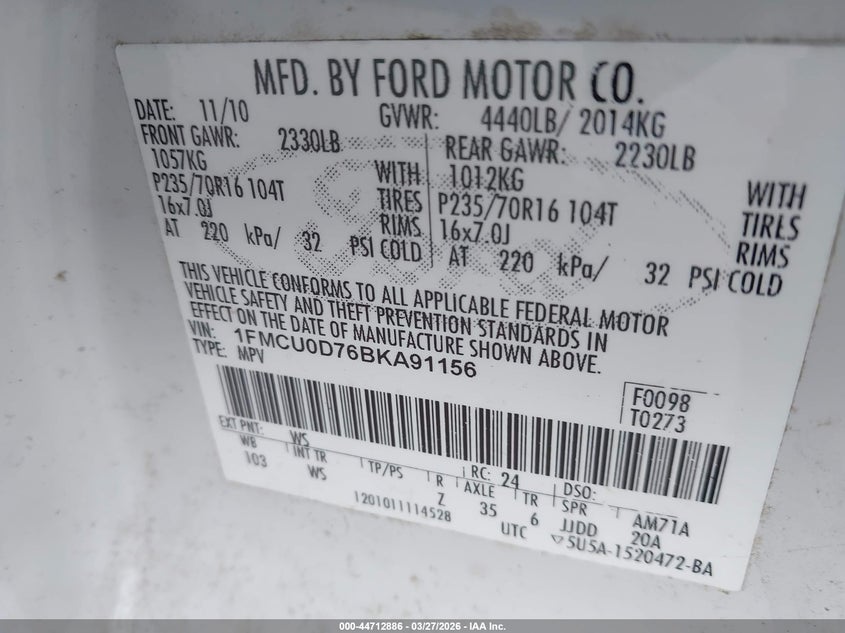 MFD. BY FORD MOTOR CO.
DATE: 11/10 GVWR: 4440LB/ 2014KG
FRONT GAWR: 2330LB REAR GAWR: 2230LB
1057KG WITH 1012KG WITH
P235/70R16 104T TIRES P235/70R16 104T TIRES
16x7.0J RIMS 16x7.0J RIMS
AT 220 kPa/ 32 PSI COLD AT 220 kPa/ 32 PSI COLD
THIS VEHICLE CONFORMS TO ALL APPLICABLE FEDERAL MOTOR
VEHICLE SAFETY AND THEFT PREVENTION STANDARDS IN
EFFECT ON THE DATE OF MANUFACTURE SHOWN ABOVE.
VIN: 1FMCU0D76BKA91156
TYPE: MPV
F0098
T0273
EXT PNT: WS RC: 24 DSO:
WB INT TR TP/PS R AXLE TR SPR AM71A
103 WS Z 35 6 JJDD 20A
1201011114528 UTC ▽5U5A-1520472-BA
000-44712886 - 03/27/2026 - IAA Inc.